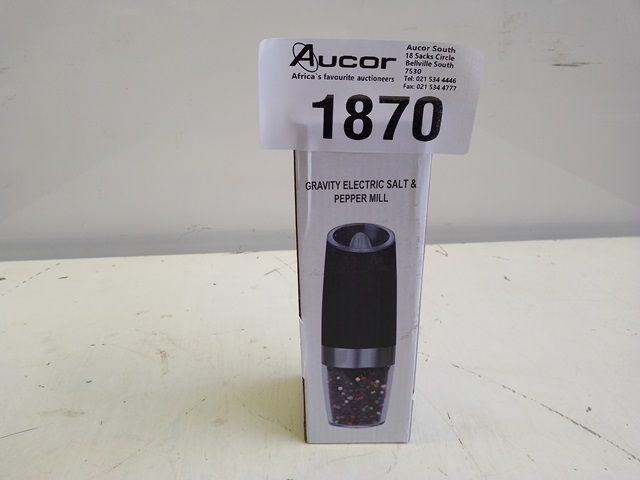 Aucor
Africa's favourite auctioneers
Aucor South
18 Sacks Circle
Bellville South
7530
Tel: 021 534 4446
Fax: 021 534 4777
1870
GRAVITY ELECTRIC SALT &
PEPPER MILL